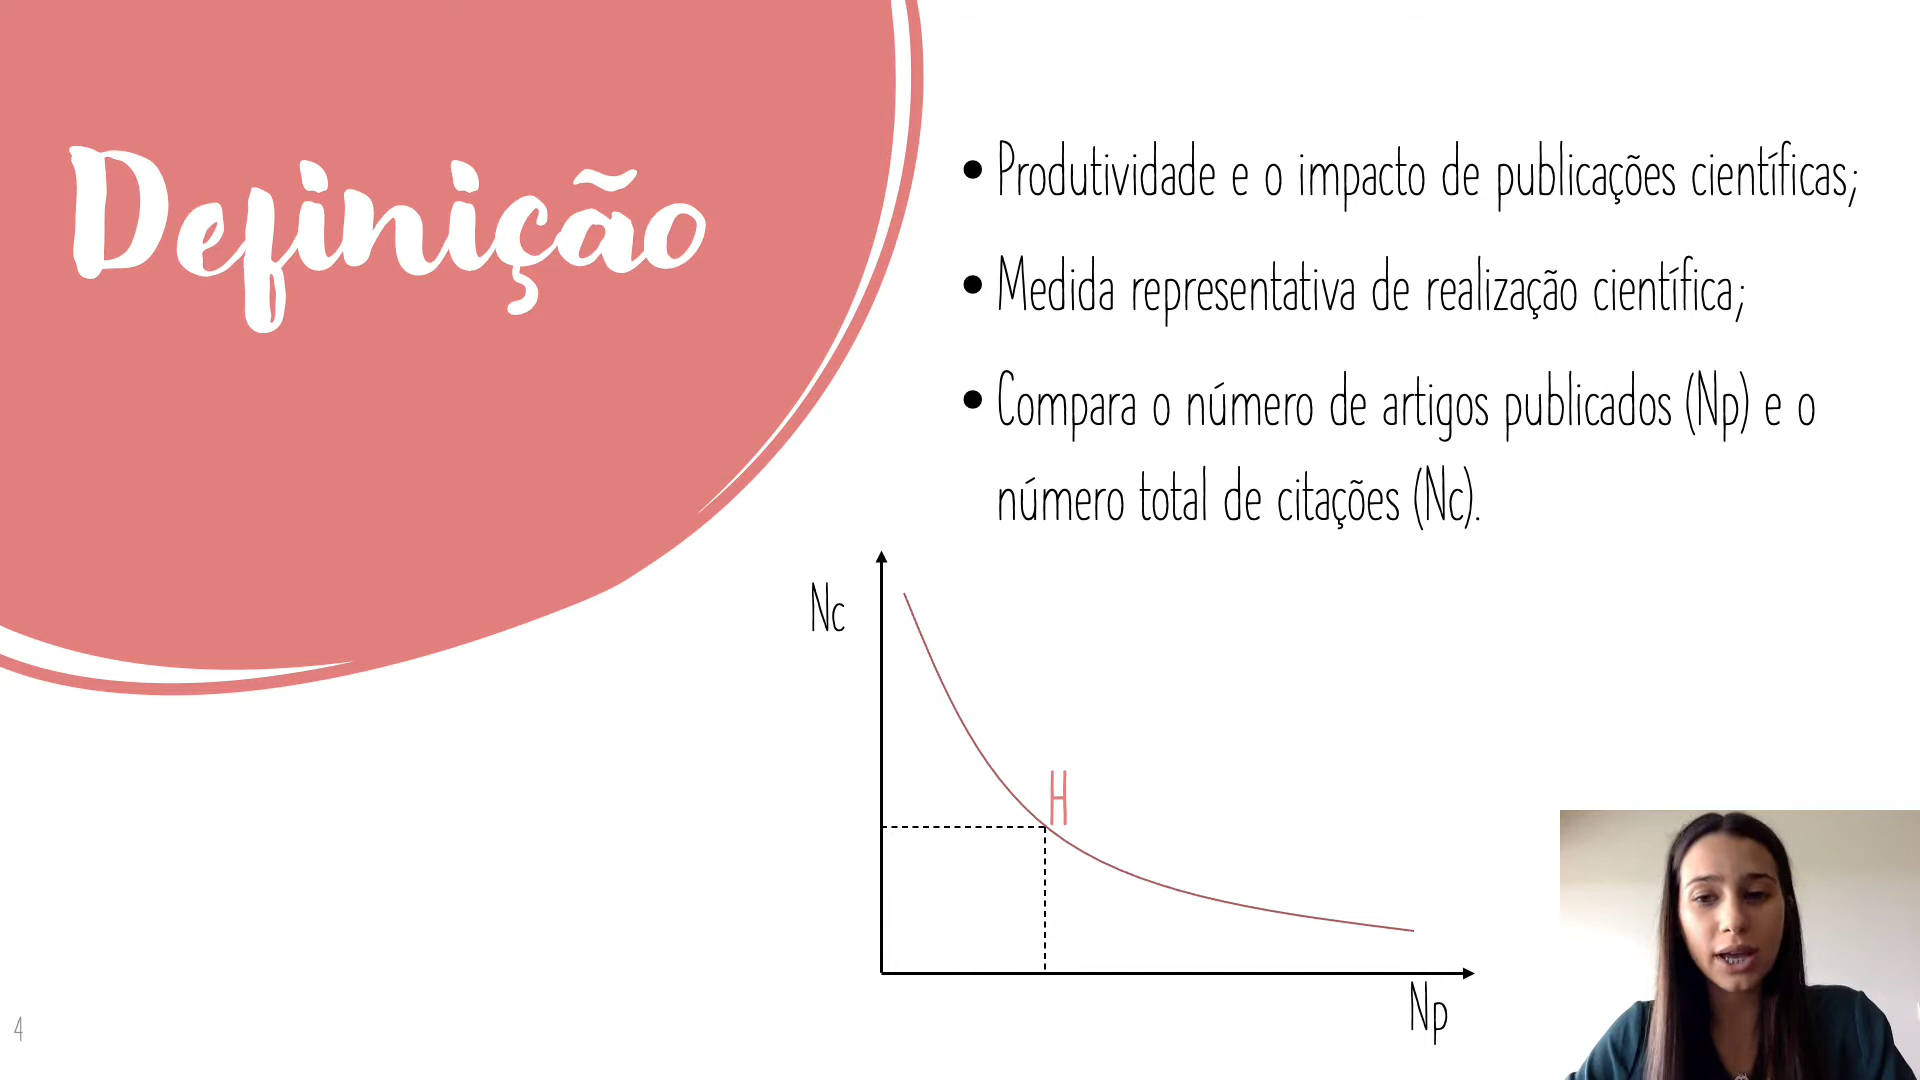 Definição
• Produtividade e o impacto de publicações científicas;
• Medida representativa de realização científica;
• Compara o número de artigos publicados (Np) e o
número total de citações (Nc).
Nc
H
Np
4